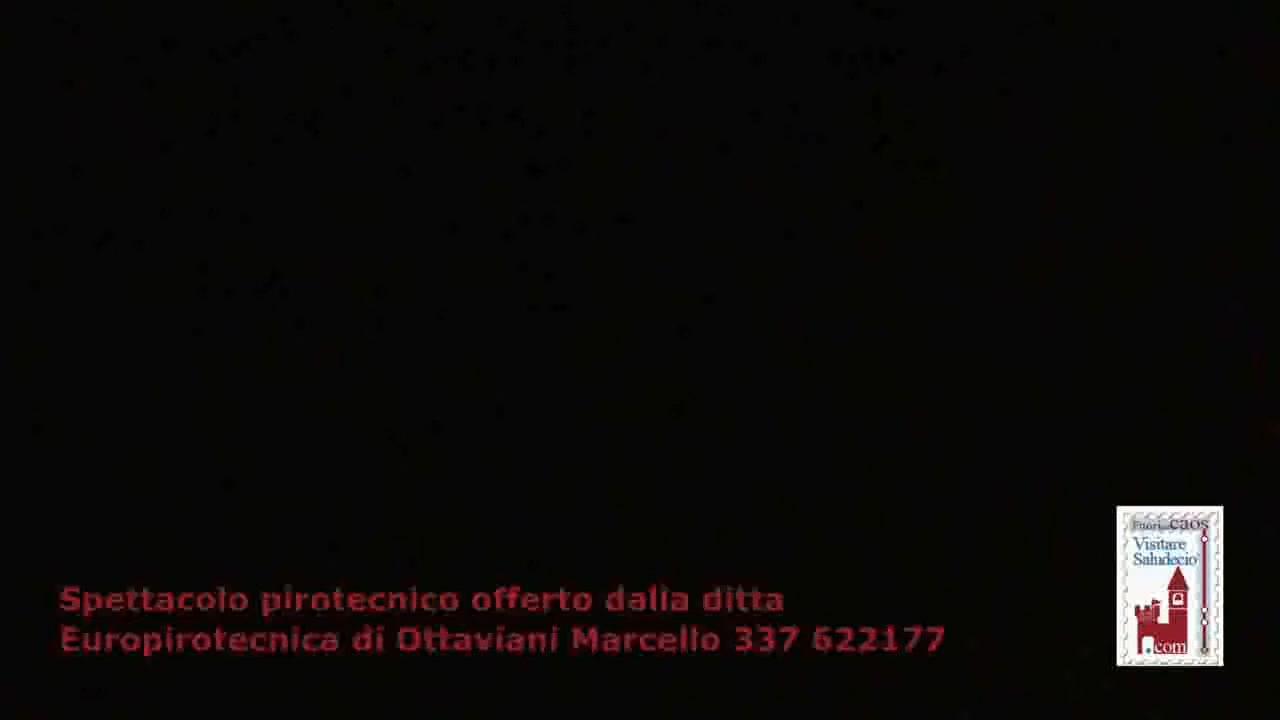 Spettacolo pirotecnico offerto dalla ditta
Europirotecnica di Ottaviani Marcello 337 622177
caos
Visitare
Saludecio
.com